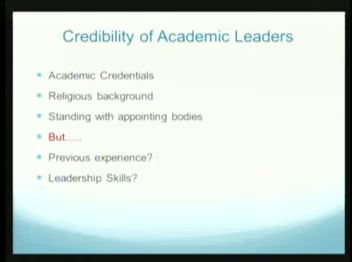 Credibility of Academic Leaders
Academic Credentials
Religious background
Standing with appointing bodies
But.....
Previous experience?
Leadership Skills?